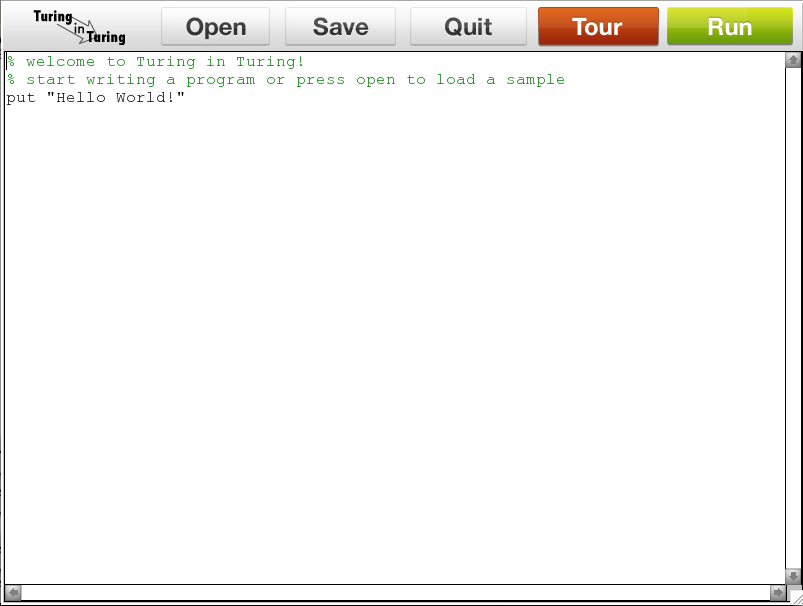 Turing in Turing
Open
Save
Quit
Tour
Run
% welcome to Turing in Turing!
% start writing a program or press open to load a sample
put "Hello World!"